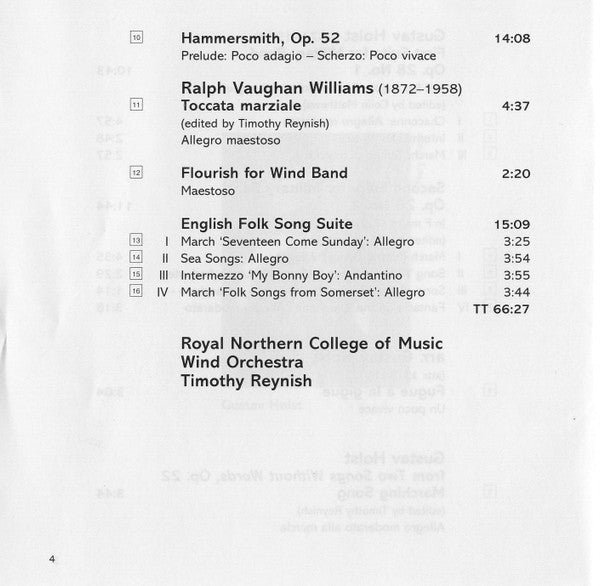 10 Hammersmith, Op. 52 14:08
Prelude: Poco adagio – Scherzo: Poco vivace
Ralph Vaughan Williams (1872–1958)
11 Toccata marziale 4:37
(edited by Timothy Reynish)
Allegro maestoso
12 Flourish for Wind Band 2:20
Maestoso
English Folk Song Suite 15:09
13 I March ‘Seventeen Come Sunday’: Allegro 3:25
14 II Sea Songs: Allegro 3:54
15 III Intermezzo ‘My Bonny Boy’: Andantino 3:55
16 IV March ‘Folk Songs from Somerset’: Allegro 3:44
TT 66:27
Royal Northern College of Music
Wind Orchestra
Timothy Reynish
4